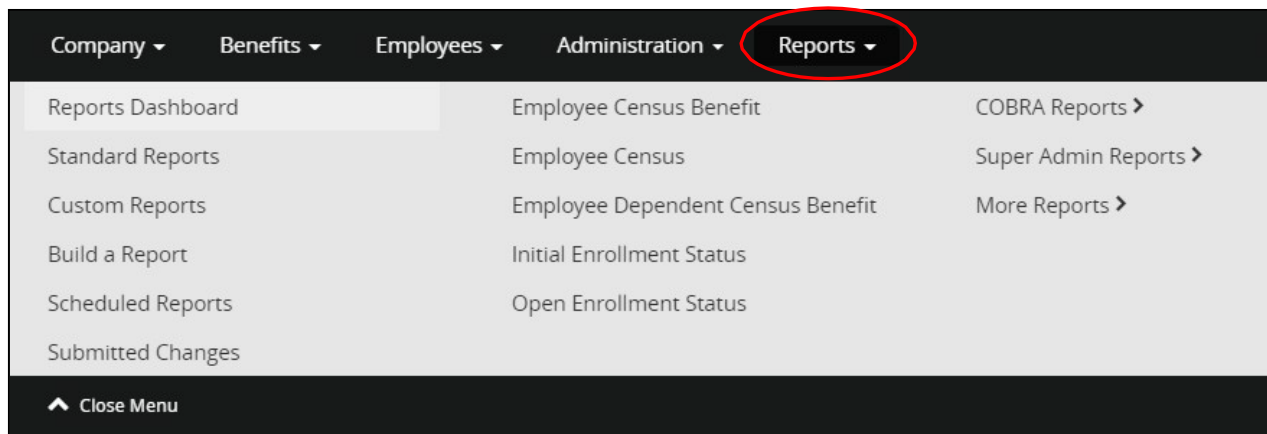 Company Benefits Employees Administration Reports
Reports Dashboard
Standard Reports
Custom Reports
Build a Report
Scheduled Reports
Submitted Changes
Employee Census Benefit
Employee Census
Employee Dependent Census Benefit
Initial Enrollment Status
Open Enrollment Status
COBRA Reports
Super Admin Reports
More Reports
Close Menu